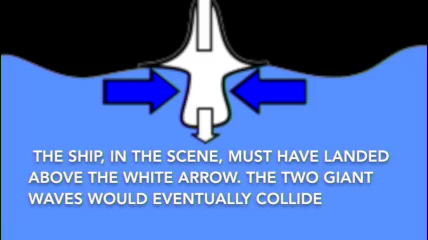 THE SHIP, IN THE SCENE, MUST HAVE LANDED
ABOVE THE WHITE ARROW. THE TWO GIANT
WAVES WOULD EVENTUALLY COLLIDE